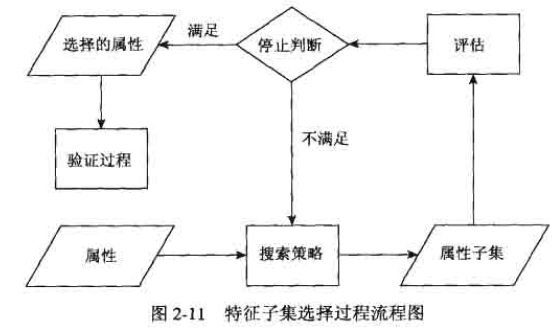 选择的属性
满足
停止判断
评估
验证过程
不满足
属性
搜索策略
属性子集
图 2-11 特征子集选择过程流程图